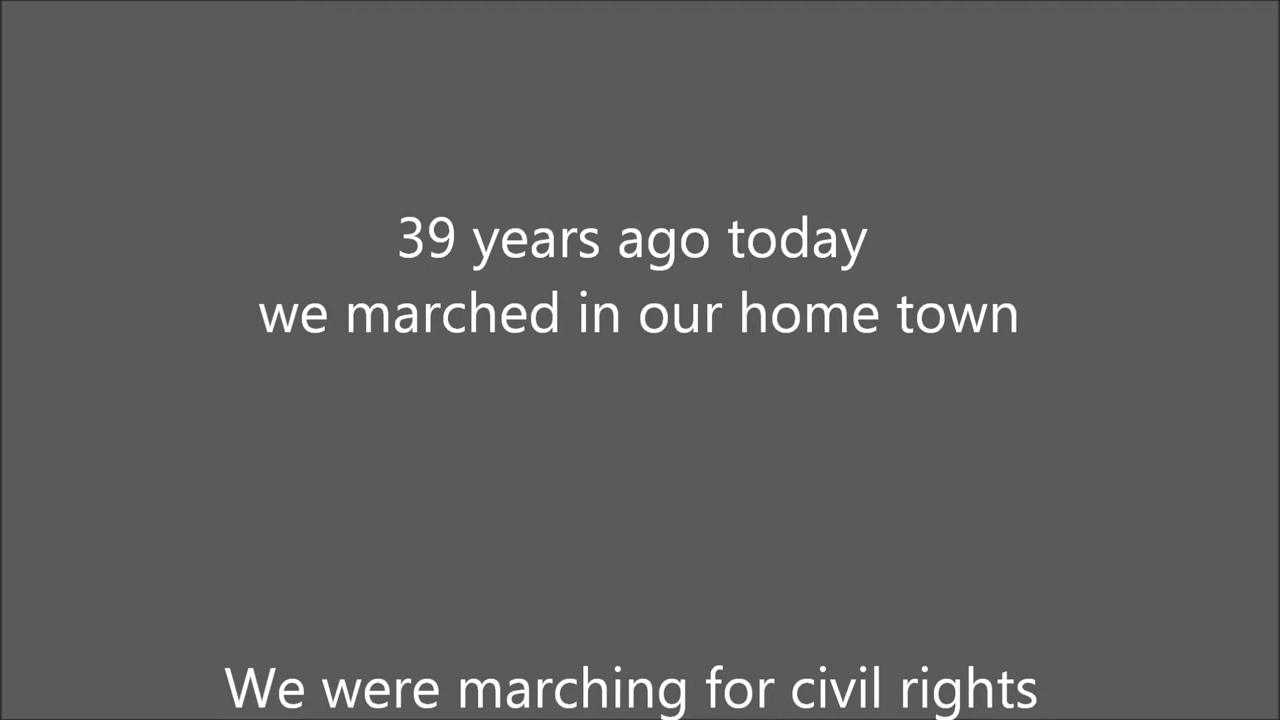 39 years ago today
we marched in our home town
We were marching for civil rights